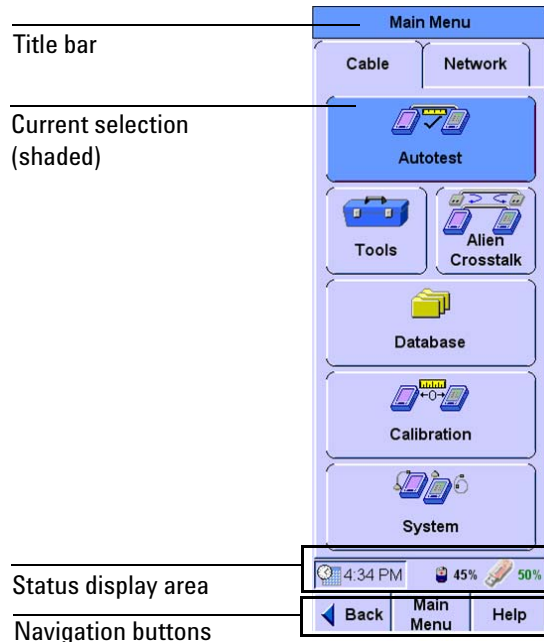 Main Menu
Title bar
Cable
Network
Current selection
(shaded)
Autotest
Tools
Alien
Crosstalk
Database
Calibration
System
Status display area
4:34 PM
45%
50%
Navigation buttons
Back
Main
Menu
Help